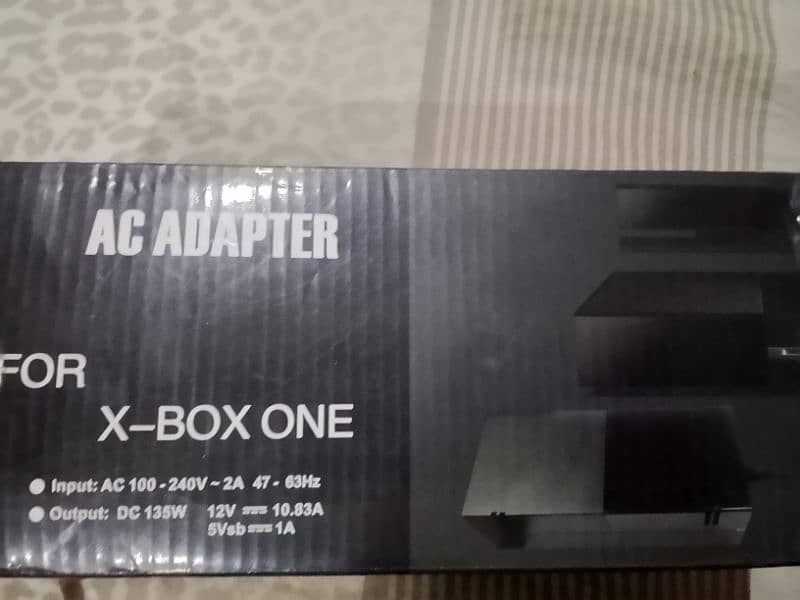 AC ADAPTER
FOR
X-BOX ONE
● Input: AC 100 - 240V ~ 2A 47 - 63Hz
● Output: DC 135W 12V ⎓ 10.83A
5Vsb ⎓ 1A